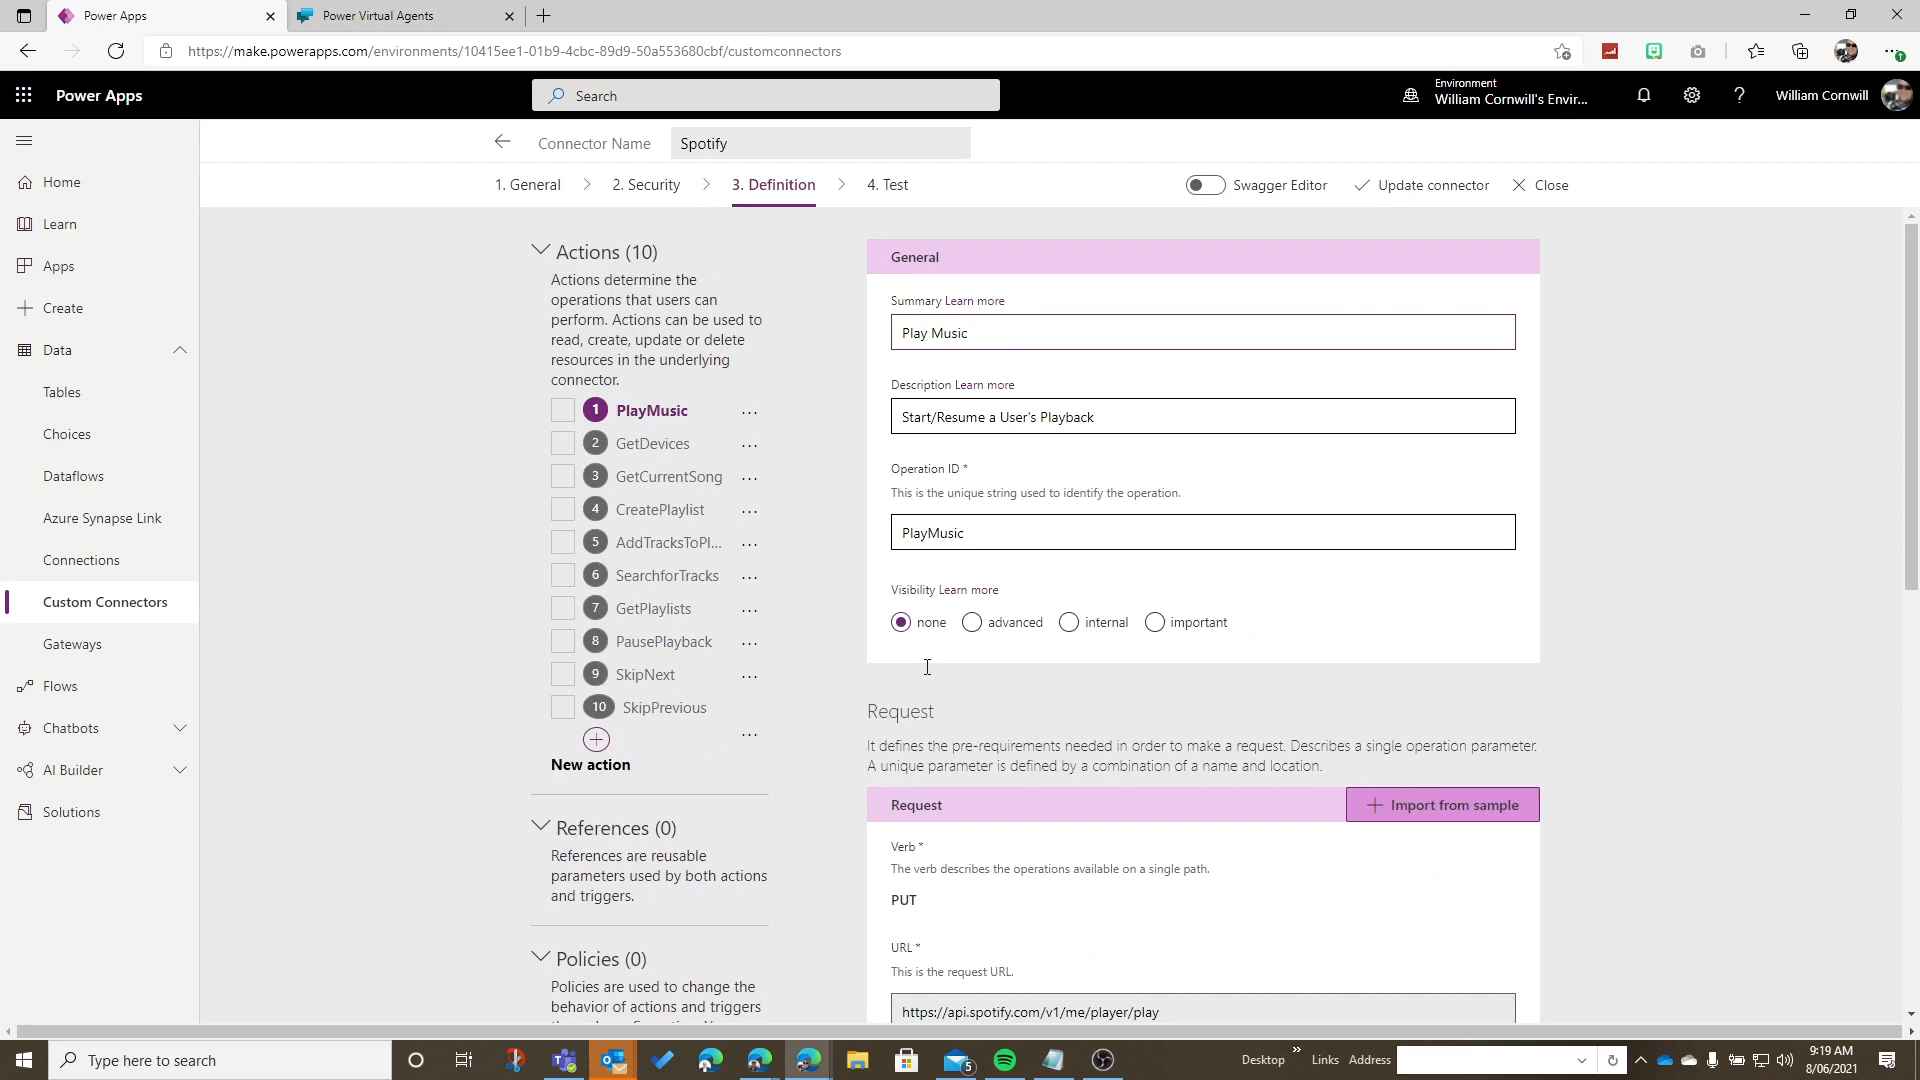 Power Apps
Power Virtual Agents
https://make.powerapps.com/environments/10415ee1-01b9-4cbc-89d9-50a553680cbf/customconnectors
Power Apps
Search
Environment
William Cornwill's Envir...
William Cornwill
Connector Name
Spotify
1. General
2. Security
3. Definition
4. Test
Swagger Editor
Update connector
Close
Home
Learn
Apps
Create
Data
Tables
Choices
Dataflows
Azure Synapse Link
Connections
Custom Connectors
Gateways
Flows
Chatbots
AI Builder
Solutions
Actions (10)
Actions determine the
operations that users can
perform. Actions can be used to
read, create, update or delete
resources in the underlying
connector.
1 PlayMusic ...
2 GetDevices ...
3 GetCurrentSong ...
4 CreatePlaylist ...
5 AddTracksToPl... ...
6 SearchforTracks ...
7 GetPlaylists ...
8 PausePlayback ...
9 SkipNext ...
10 SkipPrevious
...
New action
References (0)
References are reusable
parameters used by both actions
and triggers.
Policies (0)
Policies are used to change the
behavior of actions and triggers
General
Summary Learn more
Play Music
Description Learn more
Start/Resume a User's Playback
Operation ID *
This is the unique string used to identify the operation.
PlayMusic
Visibility Learn more
none
advanced
internal
important
Request
It defines the pre-requirements needed in order to make a request. Describes a single operation parameter.
A unique parameter is defined by a combination of a name and location.
Request
Import from sample
Verb *
The verb describes the operations available on a single path.
PUT
URL *
This is the request URL.
https://api.spotify.com/v1/me/player/play
Type here to search
5
Desktop
Links
Address
9:19 AM
8/06/2021